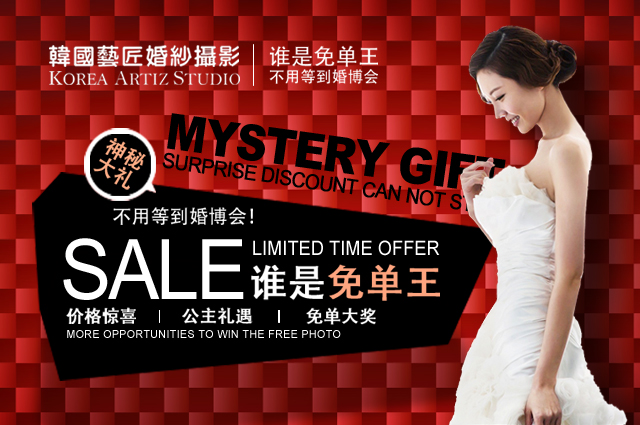 韓國藝匠婚紗攝影
KOREA ARTIZ STUDIO
谁是免单王
不用等到婚博会
MYSTERY GIFT
SURPRISE DISCOUNT CAN NOT
神秘
大礼
不用等到婚博会!
SALE
LIMITED TIME OFFER
谁是免单王
价格惊喜 | 公主礼遇 | 免单大奖
MORE OPPORTUNITIES TO WIN THE FREE PHOTO